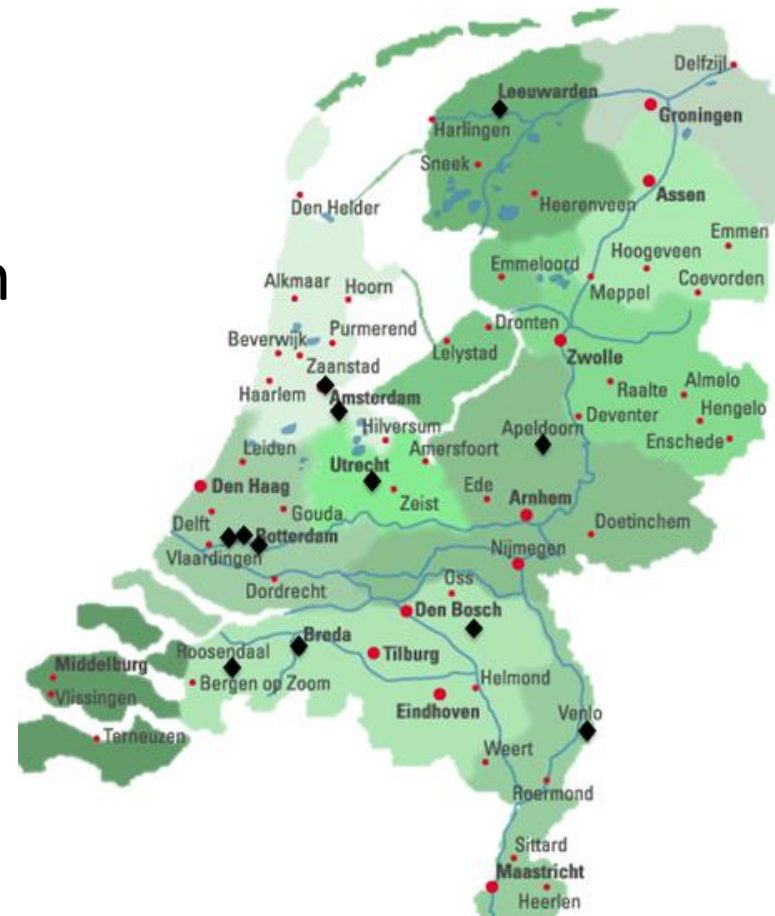 Delfzijl
Leeuwarden
Groningen
Harlingen
Sneek
Assen
Den Helder
Heerenveen
Emmen
Hoogeveen
Emmeloord
Coevorden
Alkmaar
Hoorn
Meppel
n
Purmerend
Dronten
Beverwijk
Lelystad
Zwolle
Zaanstad
Haarlem
Amsterdam
Raalte
Almelo
Hengelo
Deventer
Hilversum
Apeldoorn
Enschede
Leiden
Amersfoort
Utrecht
Den Haag
Ede
Arnhem
Zeist
Gouda
Delft
Doetinchem
Rotterdam
Nijmegen
Vlaardingen
Oss
Dordrecht
Den Bosch
Breda
Roosendaal
Tilburg
Middelburg
Helmond
Bergen op Zoom
Vlissingen
Eindhoven
Venlo
Terneuzen
Weert
Roermond
Sittard
Maastricht
Heerlen